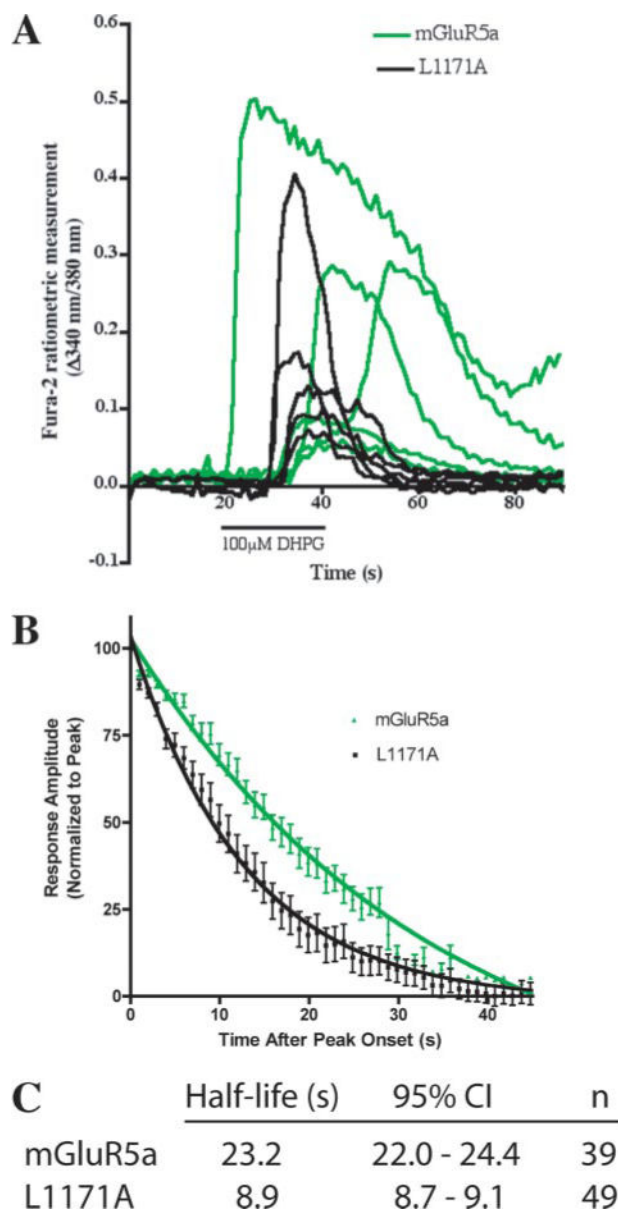 A
mGluR5a
L1171A
Fura-2 ratiometric measurement
(Δ340 nm/380 nm)
0.6
0.5
0.4
0.3
0.2
0.1
0.0
-0.1
20
40
60
80
100µM DHPG
Time (s)
B
mGluR5a
L1171A
Response Amplitude
(Normalized to Peak)
100
75
50
25
0
0
10
20
30
40
Time After Peak Onset (s)
C
Half-life (s) 95% CI n
mGluR5a 23.2 22.0 - 24.4 39
L1171A 8.9 8.7 - 9.1 49